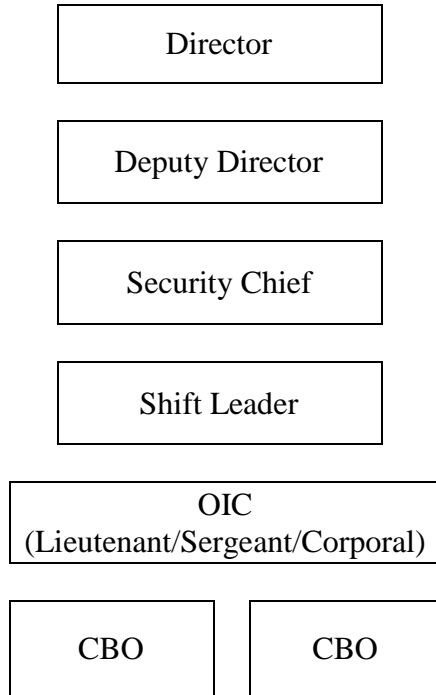 Director
Deputy Director
Security Chief
Shift Leader
OIC
(Lieutenant/Sergeant/Corporal)
CBO CBO